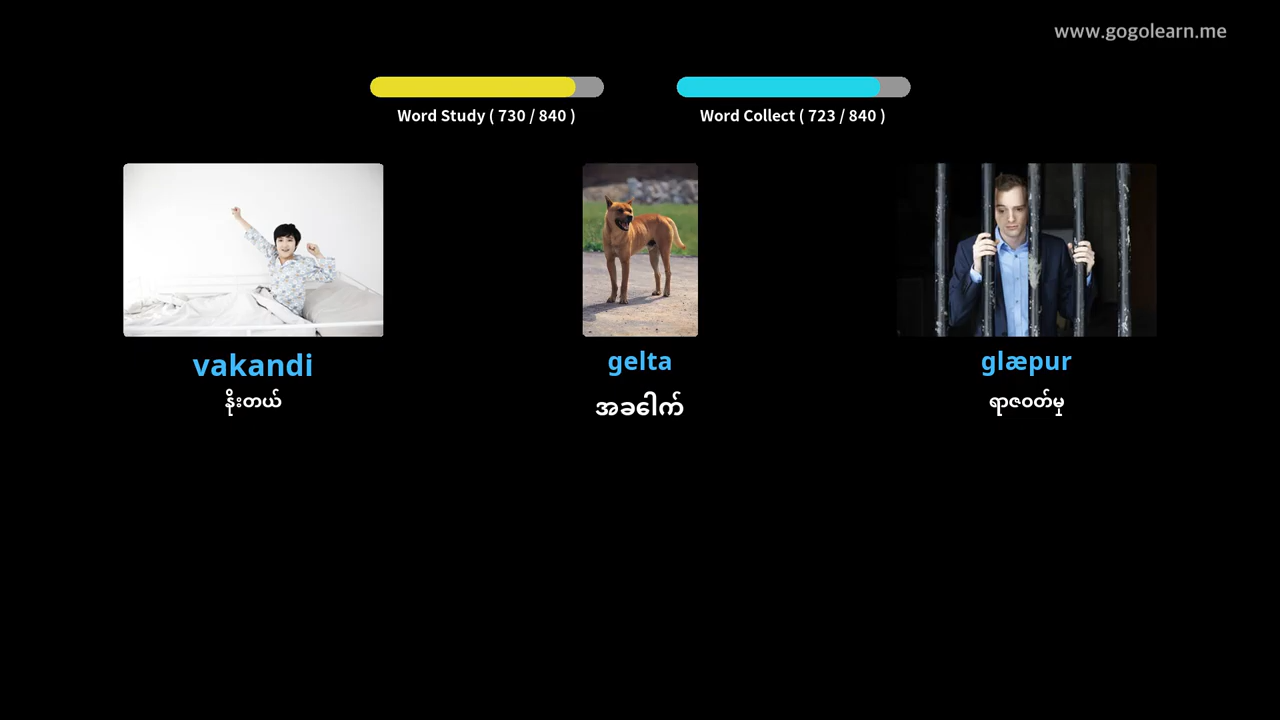 www.gogolearn.me
Word Study ( 730 / 840 )
Word Collect ( 723 / 840 )
vakandi
gelta
glæpur
နိုးတယ်
အခေါက်
ရာဇဝတ်မှု